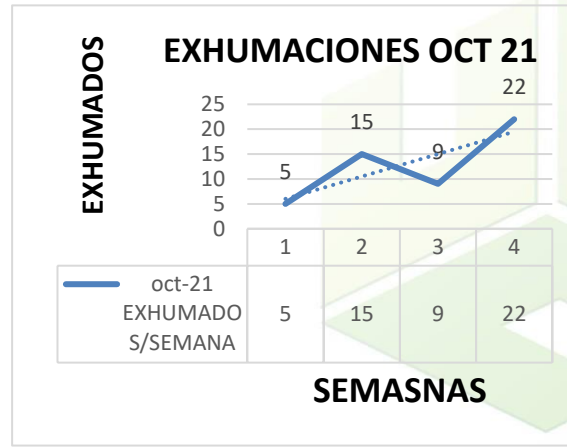 EXHUMACIONES OCT 21
EXHUMADOS
25
20
15
10
5
0
5
15
9
22
1 2 3 4
oct-21
EXHUMADO
S/SEMANA
5 15 9 22
SEMASNAS